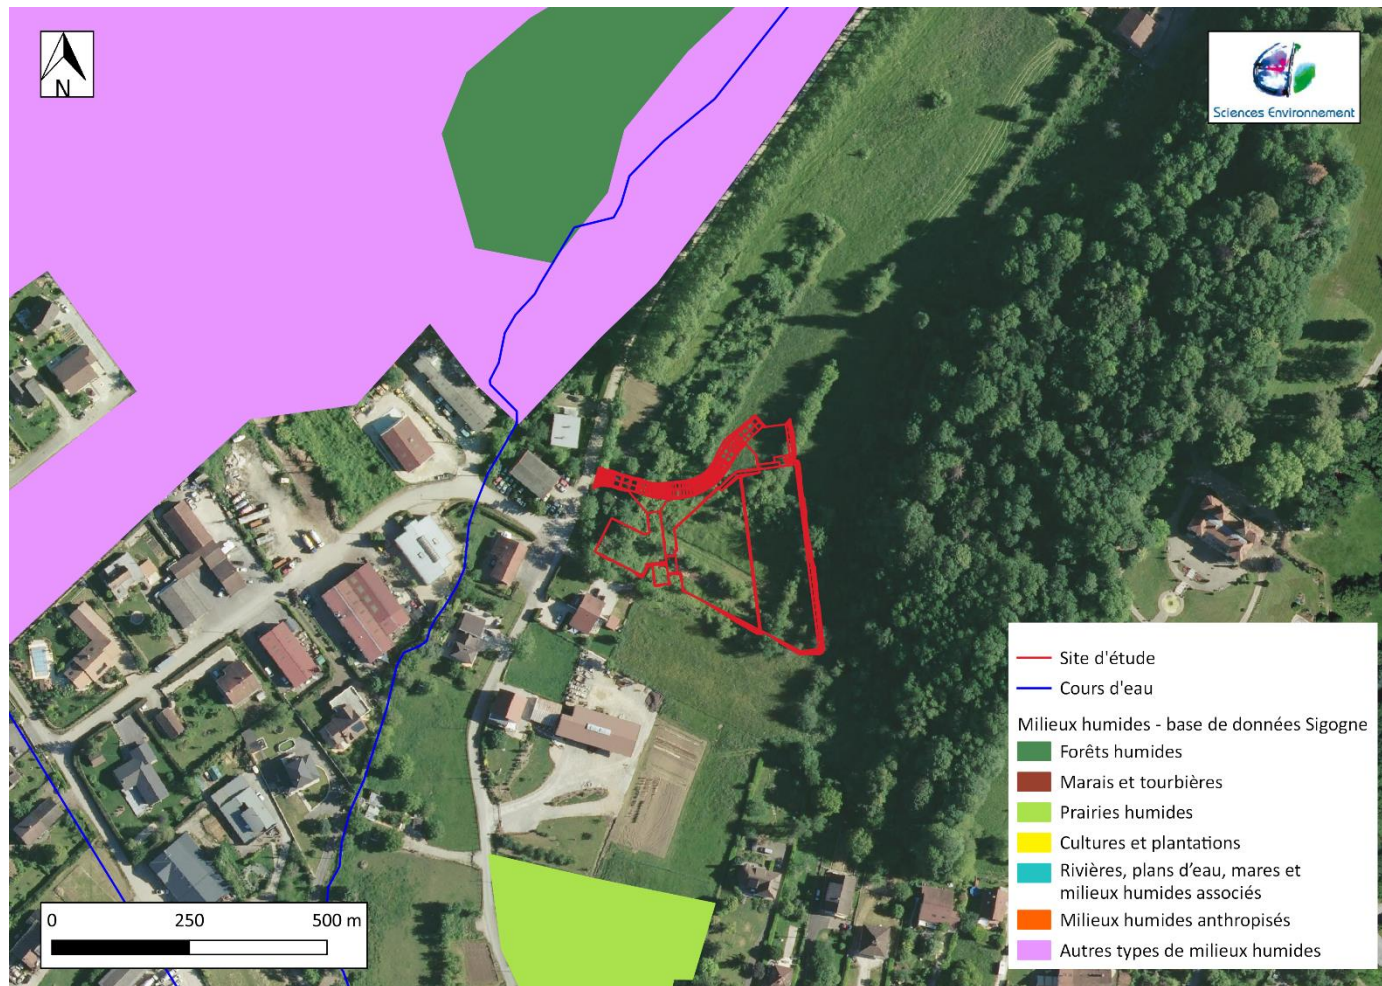 N
Sciences Environnement
Site d'étude
Cours d'eau
Milieux humides - base de données Sigogne
Forêts humides
Marais et tourbières
Prairies humides
Cultures et plantations
Rivières, plans d’eau, mares et
milieux humides associés
Milieux humides anthropisés
Autres types de milieux humides
0 250 500 m